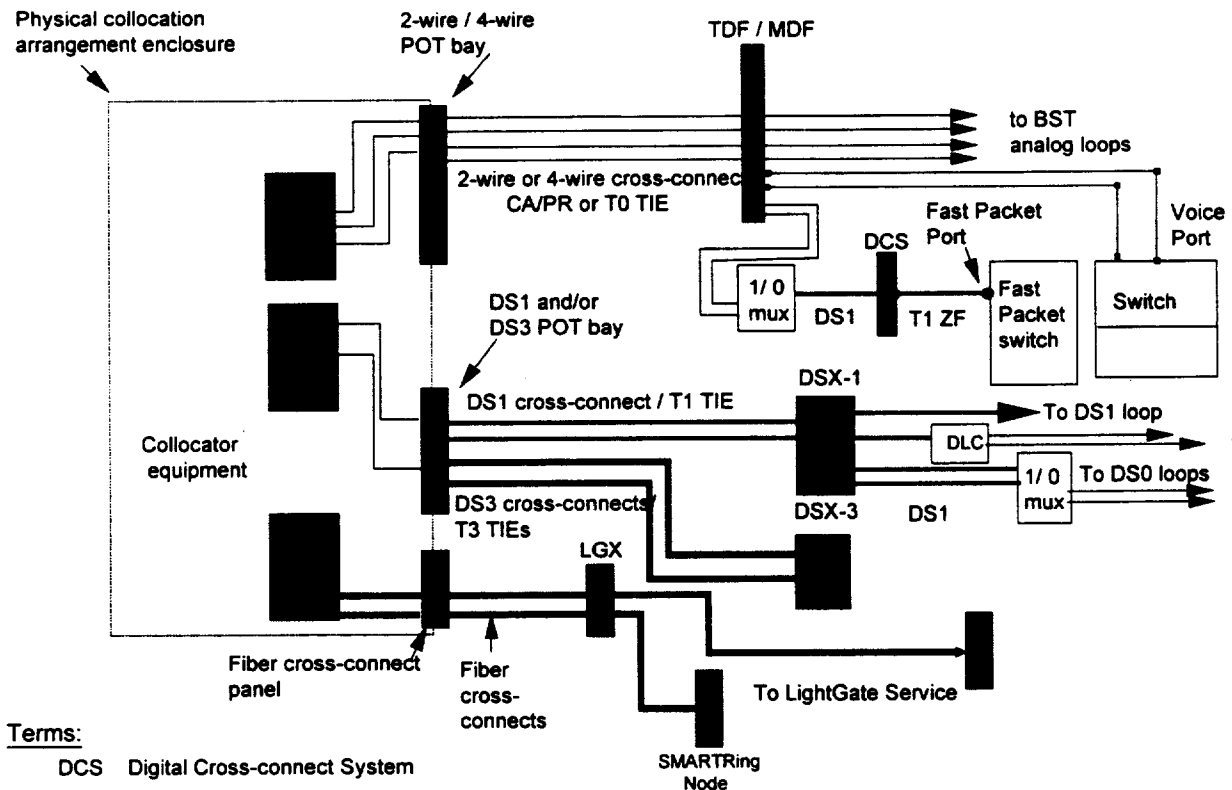 Physical collocation
arrangement enclosure
2-wire / 4-wire
POT bay
TDF / MDF
to BST
analog loops
2-wire or 4-wire cross-connec
CA/PR or T0 TIE
Fast Packet
Port
Voice
Port
DCS
1/ 0
mux
DS1
T1 ZF
Fast
Packet
switch
Switch
DS1 and/or
DS3 POT bay
DSX-1
DS1 cross-connect / T1 TIE
To DS1 loop
DLC
Collocator
equipment
1/ 0
mux
To DS0 loops
DS3 cross-connects/
T3 TIEs
DSX-3
DS1
LGX
Fiber cross-connect
panel
Fiber
cross-
connects
To LightGate Service
SMARTRing
Node
Terms:
DCS Digital Cross-connect System